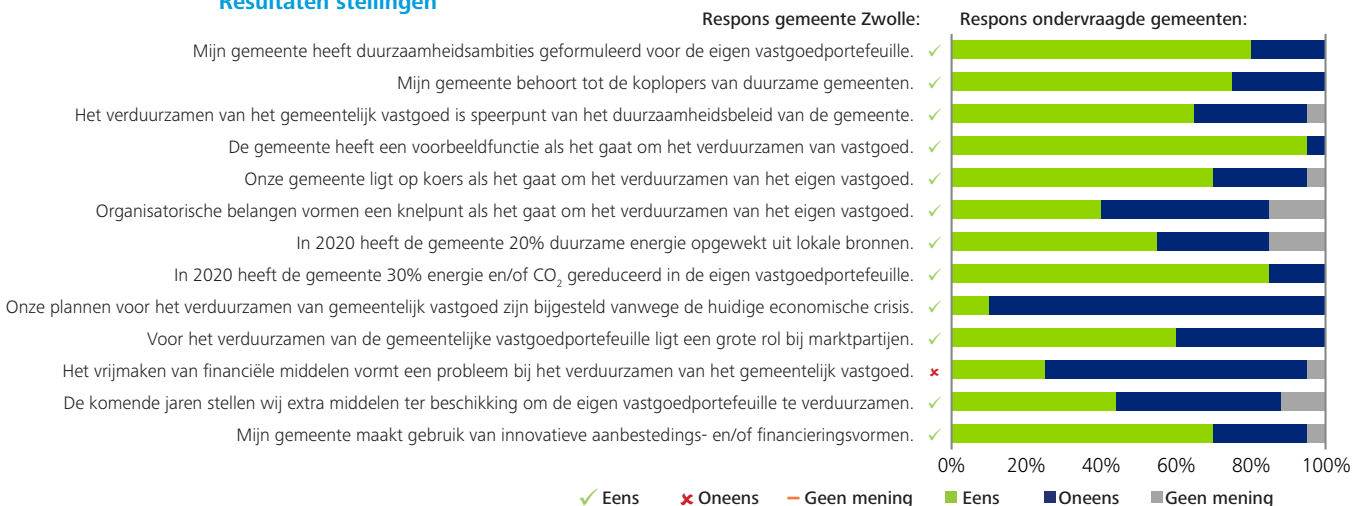 Resultaten stellingen
Respons gemeente Zwolle: Respons ondervraagde gemeenten:
Mijn gemeente heeft duurzaamheidsambities geformuleerd voor de eigen vastgoedportefeuille. ✓
Mijn gemeente behoort tot de koplopers van duurzame gemeenten. ✓
Het verduurzamen van het gemeentelijk vastgoed is speerpunt van het duurzaamheidsbeleid van de gemeente. ✓
De gemeente heeft een voorbeeldfunctie als het gaat om het verduurzamen van vastgoed. ✓
Onze gemeente ligt op koers als het gaat om het verduurzamen van het eigen vastgoed. ✓
Organisatorische belangen vormen een knelpunt als het gaat om het verduurzamen van het eigen vastgoed. ✓
In 2020 heeft de gemeente 20% duurzame energie opgewekt uit lokale bronnen. ✓
In 2020 heeft de gemeente 30% energie en/of CO₂ gereduceerd in de eigen vastgoedportefeuille. ✓
Onze plannen voor het verduurzamen van gemeentelijk vastgoed zijn bijgesteld vanwege de huidige economische crisis. ✓
Voor het verduurzamen van de gemeentelijke vastgoedportefeuille ligt een grote rol bij marktpartijen. ✓
Het vrijmaken van financiële middelen vormt een probleem bij het verduurzamen van het gemeentelijk vastgoed. ✗
De komende jaren stellen wij extra middelen ter beschikking om de eigen vastgoedportefeuille te verduurzamen. ✓
Mijn gemeente maakt gebruik van innovatieve aanbestedings- en/of financieringsvormen. ✓
0% 20% 40% 60% 80% 100%
✓ Eens ✗ Oneens – Geen mening Eens Oneens Geen mening